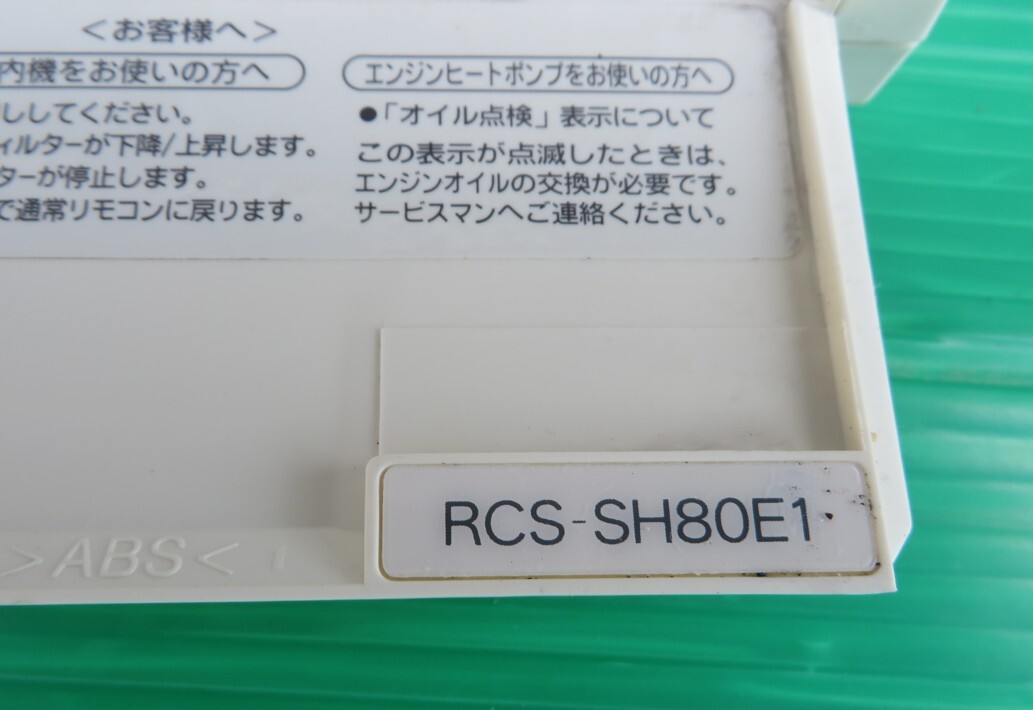 ＜お客様へ＞
内機をお使いの方へ
ししてください。
ィルターが下降/上昇します。
ターが停止します。
で通常リモコンに戻ります。
エンジンヒートポンプをお使いの方へ
●「オイル点検」表示について
この表示が点滅したときは、
エンジンオイルの交換が必要です。
サービスマンへご連絡ください。
RCS-SH80E1
>ABS<